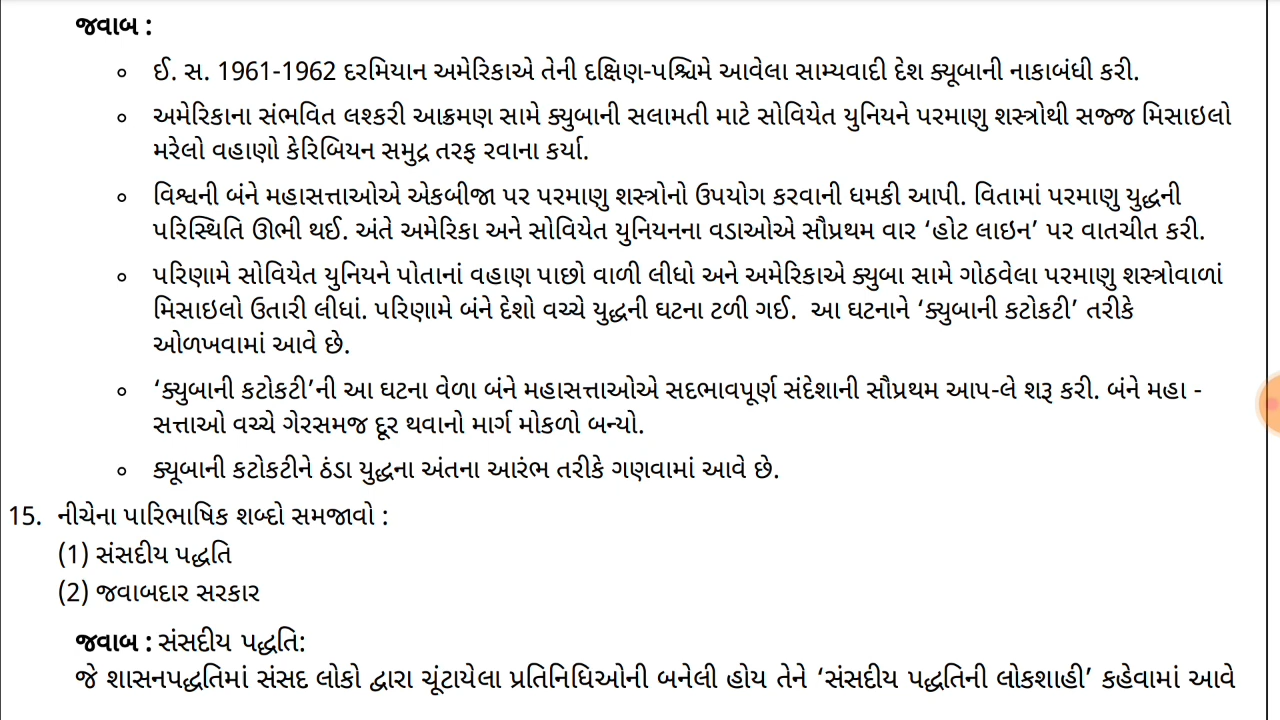 જવાબ :
◦ ઈ. સ. 1961-1962 દરમિયાન અમેરિકાએ તેની દક્ષિણ-પશ્ચિમે આવેલા સામ્યવાદી દેશ ક્યૂબાની નાકાબંધી કરી.
◦ અમેરિકાના સંભવિત લશ્કરી આક્રમણ સામે ક્યુબાની સલામતી માટે સોવિયેત યુનિયને પરમાણુ શસ્ત્રોથી સજ્જ મિસાઇલો
મરેલો વહાણો કેરિબિયન સમુદ્ર તરફ રવાના કર્યા.
◦ વિશ્વની બંને મહાસત્તાઓએ એકબીજા પર પરમાણુ શસ્ત્રોનો ઉપયોગ કરવાની ધમકી આપી. વિતામાં પરમાણુ યુદ્ધની
પરિસ્થિતિ ઊભી થઈ. અંતે અમેરિકા અને સોવિયેત યુનિયનના વડાઓએ સૌપ્રથમ વાર ‘હોટ લાઇન’ પર વાતચીત કરી.
◦ પરિણામે સોવિયેત યુનિયને પોતાનાં વહાણ પાછો વાળી લીધો અને અમેરિકાએ ક્યુબા સામે ગોઠવેલા પરમાણુ શસ્ત્રોવાળાં
મિસાઇલો ઉતારી લીધાં. પરિણામે બંને દેશો વચ્ચે યુદ્ધની ઘટના ટળી ગઈ. આ ઘટનાને ‘ક્યુબાની કટોકટી’ તરીકે
ઓળખવામાં આવે છે.
◦ ‘ક્યુબાની કટોકટી’ની આ ઘટના વેળા બંને મહાસત્તાઓએ સદભાવપૂર્ણ સંદેશાની સૌપ્રથમ આપ-લે શરૂ કરી. બંને મહા -
સત્તાઓ વચ્ચે ગેરસમજ દૂર થવાનો માર્ગ મોકળો બન્યો.
◦ ક્યૂબાની કટોકટીને ઠંડા યુદ્ધના અંતના આરંભ તરીકે ગણવામાં આવે છે.
15. નીચેના પારિભાષિક શબ્દો સમજાવો :
(1) સંસદીય પદ્ધતિ
(2) જવાબદાર સરકાર
જવાબ : સંસદીય પદ્ધતિ:
જે શાસનપદ્ધતિમાં સંસદ લોકો દ્વારા ચૂંટાયેલા પ્રતિનિધિઓની બનેલી હોય તેને ‘સંસદીય પદ્ધતિની લોકશાહી’ કહેવામાં આવે